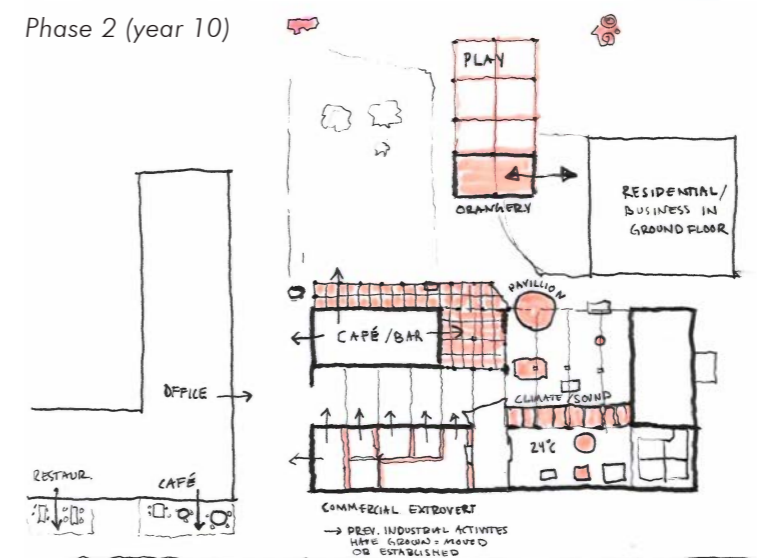 Phase 2 (year 10)
PLAY
ORANGERY
RESIDENTIAL/
BUSINESS IN
GROUND FLOOR
PAVILLION
CAFÉ/BAR
OFFICE
CLIMATE/SOUND
24°C
RESTAUR.
CAFÉ
COMMERCIAL EXTROVERT
→ PREV. INDUSTRIAL ACTIVITES
HAVE GROWN = MOVED
OR ESTABLISHED